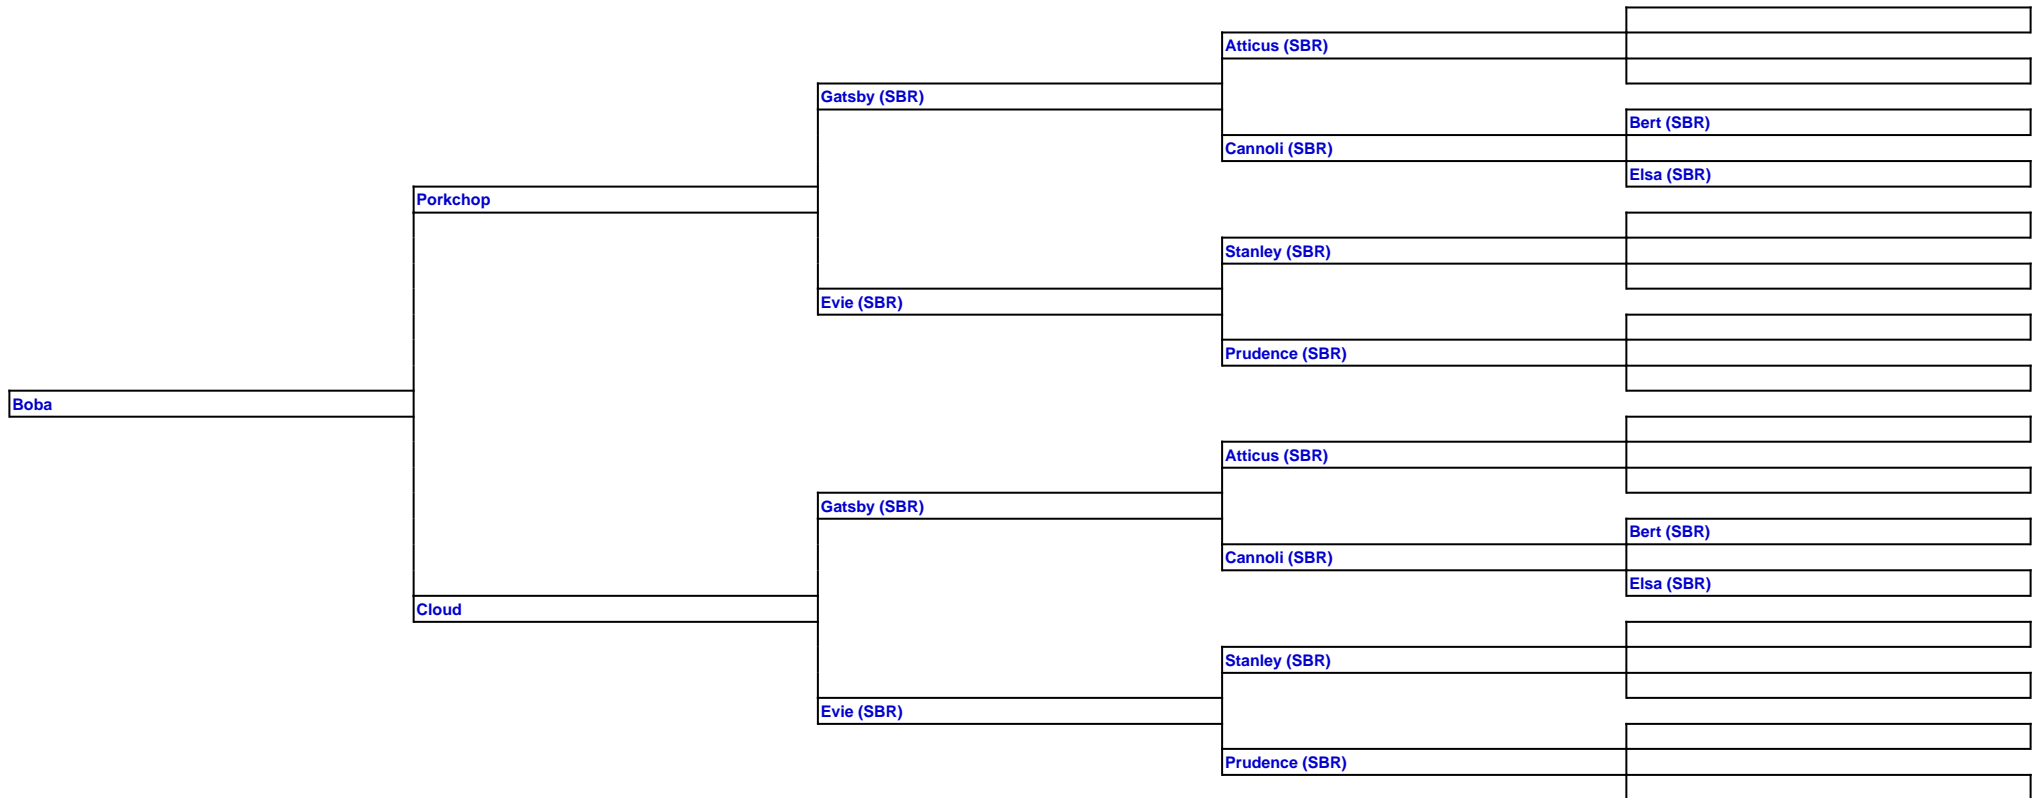 Atticus (SBR)
Gatsby (SBR)
Bert (SBR)
Cannoli (SBR)
Elsa (SBR)
Porkchop
Stanley (SBR)
Evie (SBR)
Prudence (SBR)
Boba
Atticus (SBR)
Gatsby (SBR)
Bert (SBR)
Cannoli (SBR)
Elsa (SBR)
Cloud
Stanley (SBR)
Evie (SBR)
Prudence (SBR)